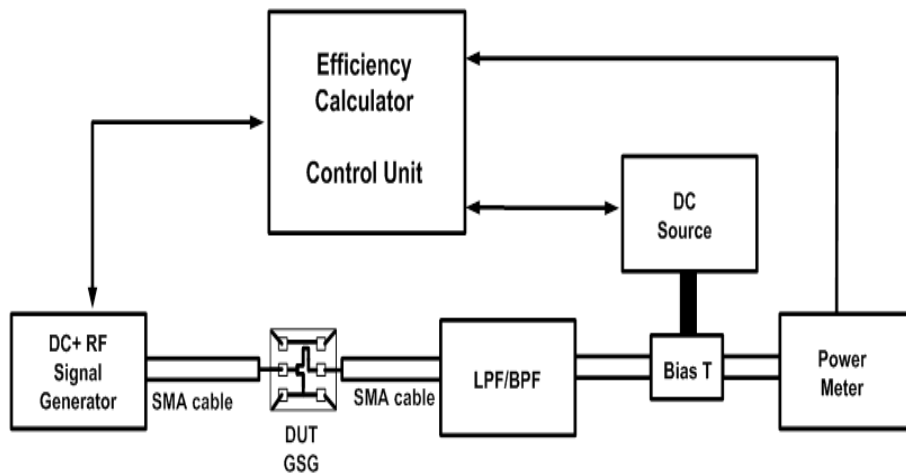 Efficiency
Calculator
Control Unit
DC
Source
DC+ RF
Signal
Generator
SMA cable
DUT
GSG
SMA cable
LPF/BPF
Bias T
Power
Meter